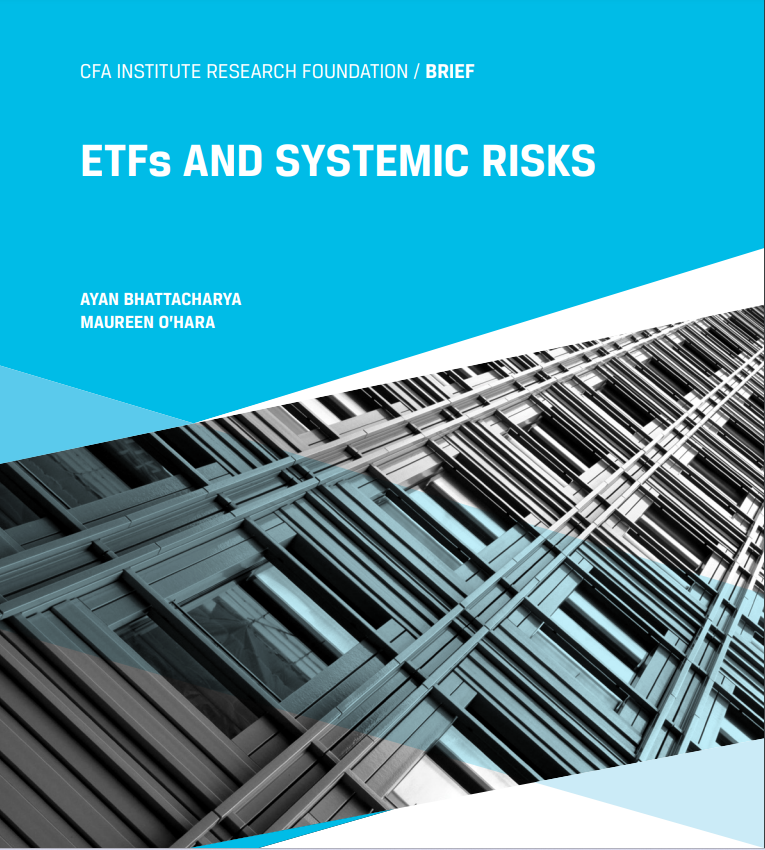 CFA INSTITUTE RESEARCH FOUNDATION / BRIEF
ETFs AND SYSTEMIC RISKS
AYAN BHATTACHARYA
MAUREEN O'HARA